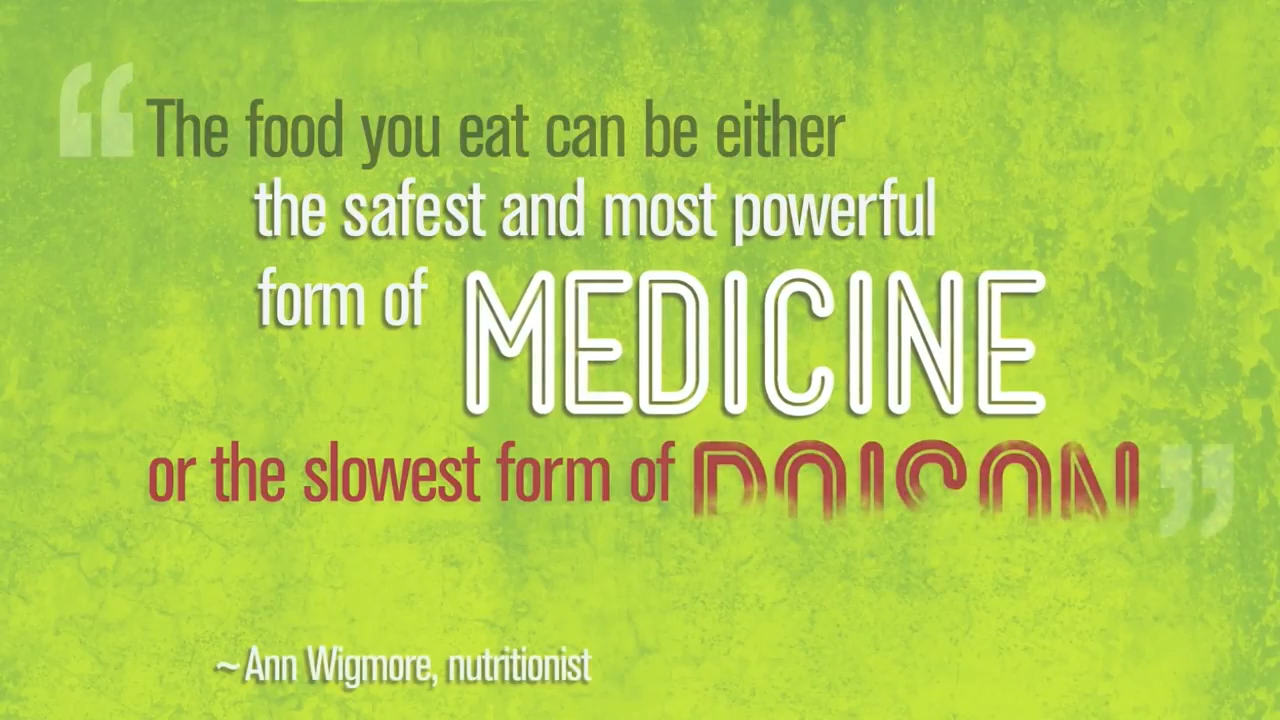 “The food you eat can be either
the safest and most powerful
form of MEDICINE
or the slowest form of POISON”
~Ann Wigmore, nutritionist